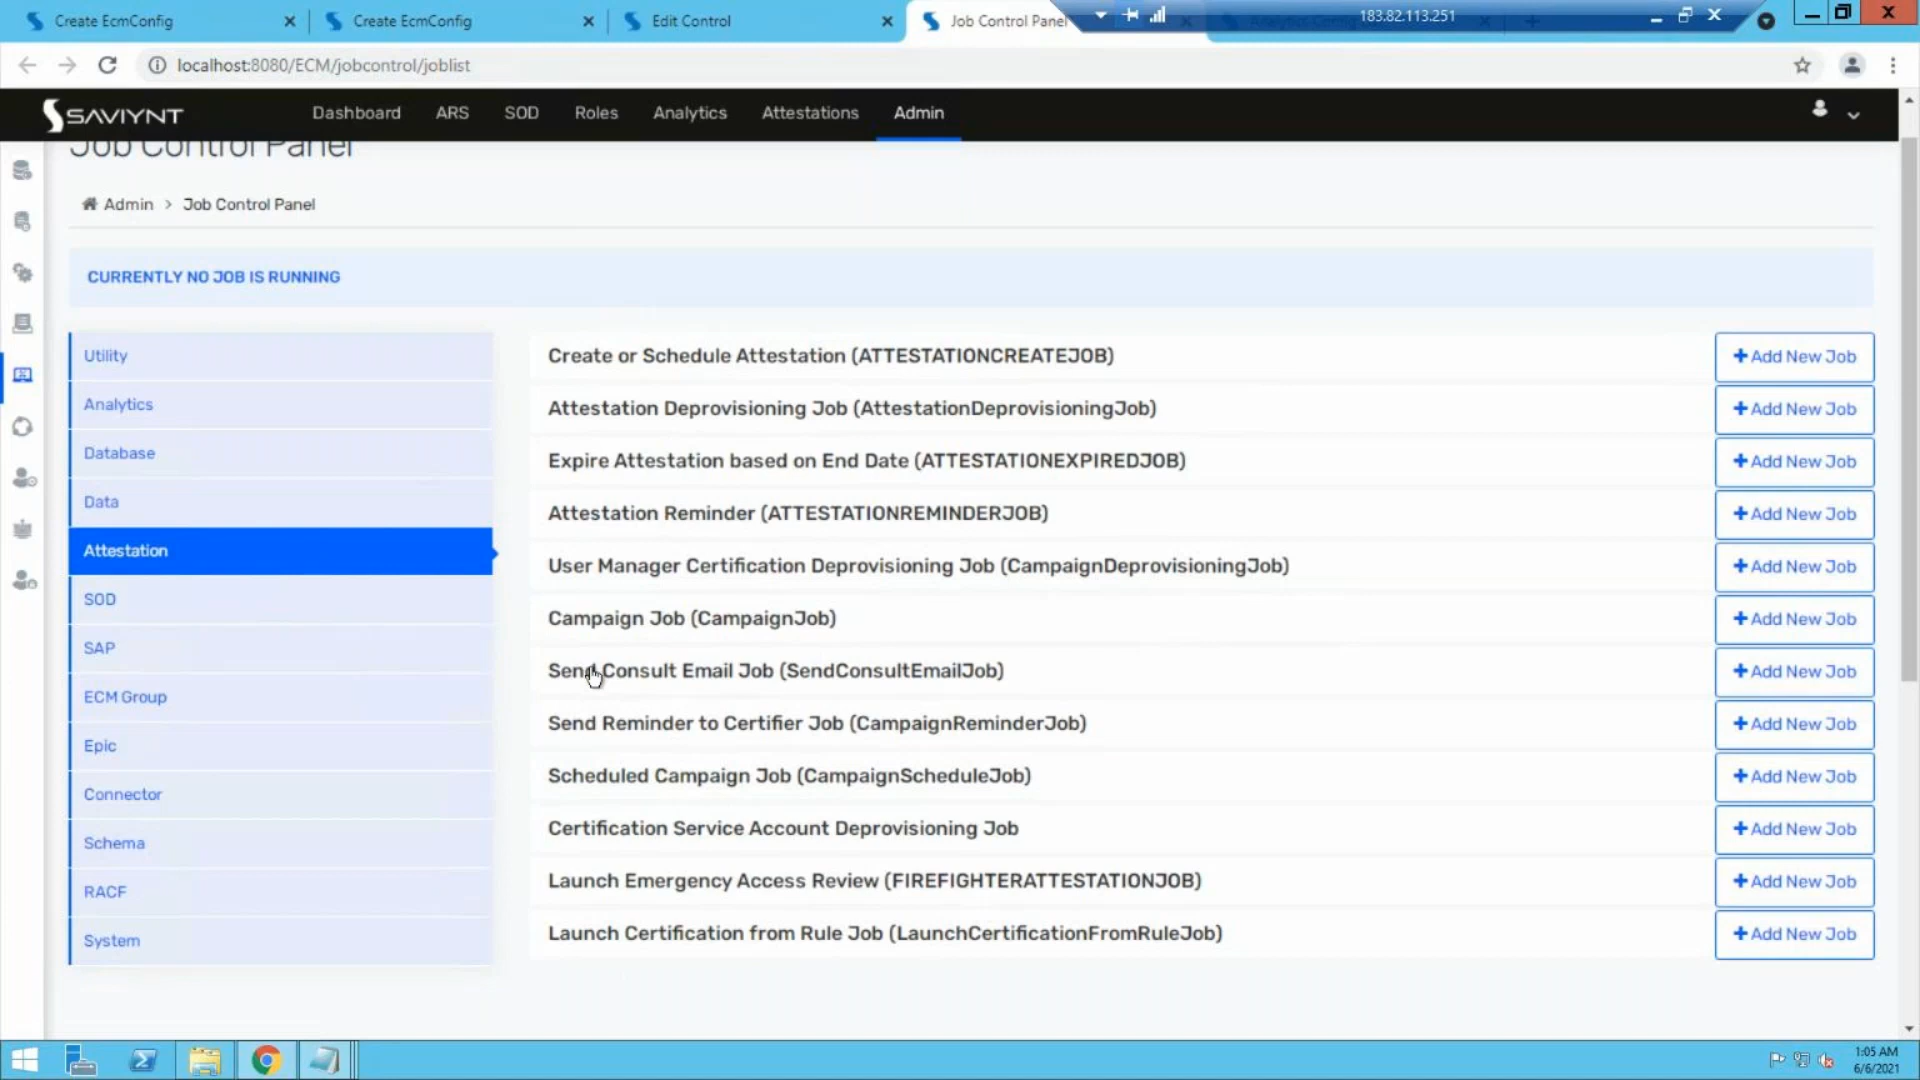 Create EcmConfig
Create EcmConfig
Edit Control
Job Control Panel
183.82.113.251
localhost:8080/ECM/jobcontrol/joblist
SAVIYNT
Dashboard
ARS
SOD
Roles
Analytics
Attestations
Admin
Job Control Panel
Admin > Job Control Panel
CURRENTLY NO JOB IS RUNNING
Utility
Analytics
Database
Data
Attestation
SOD
SAP
ECM Group
Epic
Connector
Schema
RACF
System
Create or Schedule Attestation (ATTESTATIONCREATEJOB)
+Add New Job
Attestation Deprovisioning Job (AttestationDeprovisioningJob)
+Add New Job
Expire Attestation based on End Date (ATTESTATIONEXPIREDJOB)
+Add New Job
Attestation Reminder (ATTESTATIONREMINDERJOB)
+Add New Job
User Manager Certification Deprovisioning Job (CampaignDeprovisioningJob)
+Add New Job
Campaign Job (CampaignJob)
+Add New Job
Send Consult Email Job (SendConsultEmailJob)
+Add New Job
Send Reminder to Certifier Job (CampaignReminderJob)
+Add New Job
Scheduled Campaign Job (CampaignScheduleJob)
+Add New Job
Certification Service Account Deprovisioning Job
+Add New Job
Launch Emergency Access Review (FIREFIGHTERATTESTATIONJOB)
+Add New Job
Launch Certification from Rule Job (LaunchCertificationFromRuleJob)
+Add New Job
1:05 AM
6/6/2021